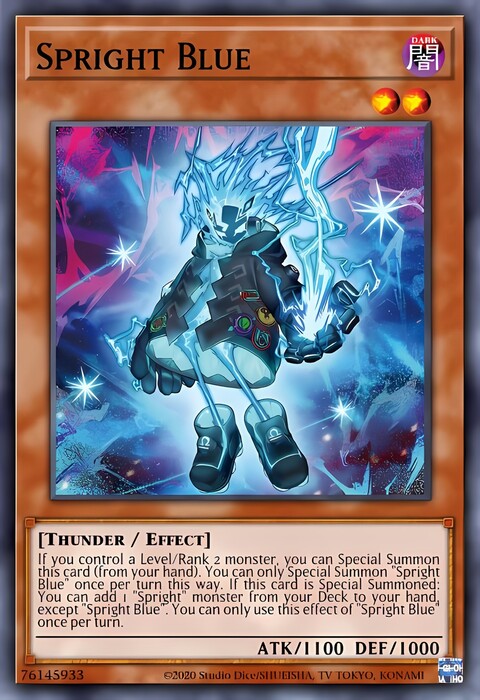 Spright Blue
DARK
闇
[Thunder / Effect]
If you control a Level/Rank 2 monster, you can Special Summon
this card (from your hand). You can only Special Summon "Spright
Blue" once per turn this way. If this card is Special Summoned:
You can add 1 "Spright" monster from your Deck to your hand,
except "Spright Blue". You can only use this effect of "Spright Blue"
once per turn.
ATK/1100 DEF/1000
76145933 ©2020 Studio Dice/SHUEISHA, TV TOKYO, KONAMI